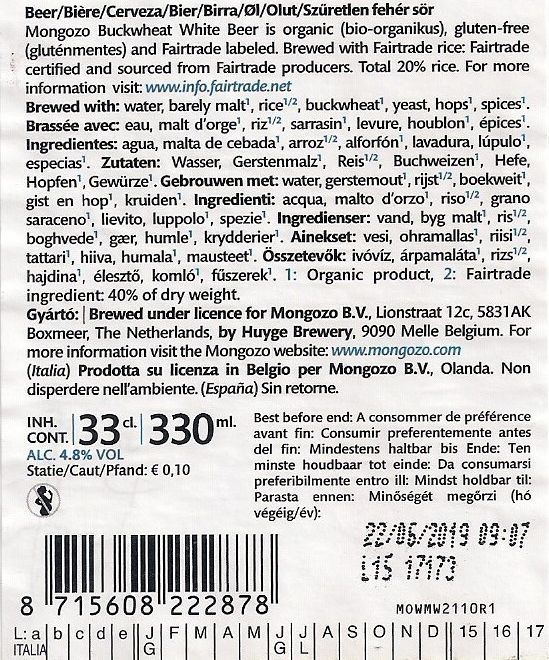 Beer/Bière/Cerveza/Bier/Birra/Øl/Olut/Szűretlen fehér sör
Mongozo Buckwheat White Beer is organic (bio-organikus), gluten-free
(gluténmentes) and Fairtrade labeled. Brewed with Fairtrade rice: Fairtrade
certified and sourced from Fairtrade producers. Total 20% rice. For more
information visit: www.info.fairtrade.net
Brewed with: water, barely malt¹, rice¹/², buckwheat¹, yeast, hops¹, spices¹.
Brassée avec: eau, malt d'orge¹, riz¹/², sarrasin¹, levure, houblon¹, épices¹.
Ingredientes: agua, malta de cebada¹, arroz¹/², alforfón¹, lavadura, lúpulo¹,
especias¹. Zutaten: Wasser, Gerstenmalz¹, Reis¹/², Buchweizen¹, Hefe,
Hopfen¹, Gewürze¹. Gebrouwen met: water, gerstemout¹, rijst¹/², boekweit¹,
gist en hop¹, kruiden¹. Ingredienti: acqua, malto d'orzo¹, riso¹/², grano
saraceno¹, lievito, luppolo¹, spezie¹. Ingredienser: vand, byg malt¹, ris¹/²,
boghvede¹, gær, humle¹, krydderier¹. Ainekset: vesi, ohramallas¹, riisi¹/²,
tattari¹, hiiva, humala¹, mausteet¹. Összetevők: ivóvíz, árpamaláta¹, rizs¹/²,
hajdina¹, élesztő, komló¹, fűszerek¹. 1: Organic product, 2: Fairtrade
ingredient: 40% of dry weight.
Gyártó: | Brewed under licence for Mongozo B.V., Lionstraat 12c, 5831AK
Boxmeer, The Netherlands, by Huyge Brewery, 9090 Melle Belgium. For
more information visit the Mongozo website: www.mongozo.com
(Italia) Prodotta su licenza in Belgio per Mongozo B.V., Olanda. Non
disperdere nell'ambiente. (España) Sin retorne.
INH. CONT. 33 cl. 330 ml.
ALC. 4.8% VOL
Statie/Caut/Pfand: € 0,10
Best before end: A consommer de préférence
avant fin: Consumir preferentemente antes
del fin: Mindestens haltbar bis Ende: Ten
minste houdbaar tot einde: Da consumarsi
preferibilmente entro ill: Mindst holdbar til:
Parasta ennen: Minőségét megőrzi (hó
végéig/év):
22/06/2019 09:07
L15 17173
8 715608 222878
MOWMW2110R1
L: a b c d e JG F M A M JG JL A S O N D 15 16 17
ITALIA